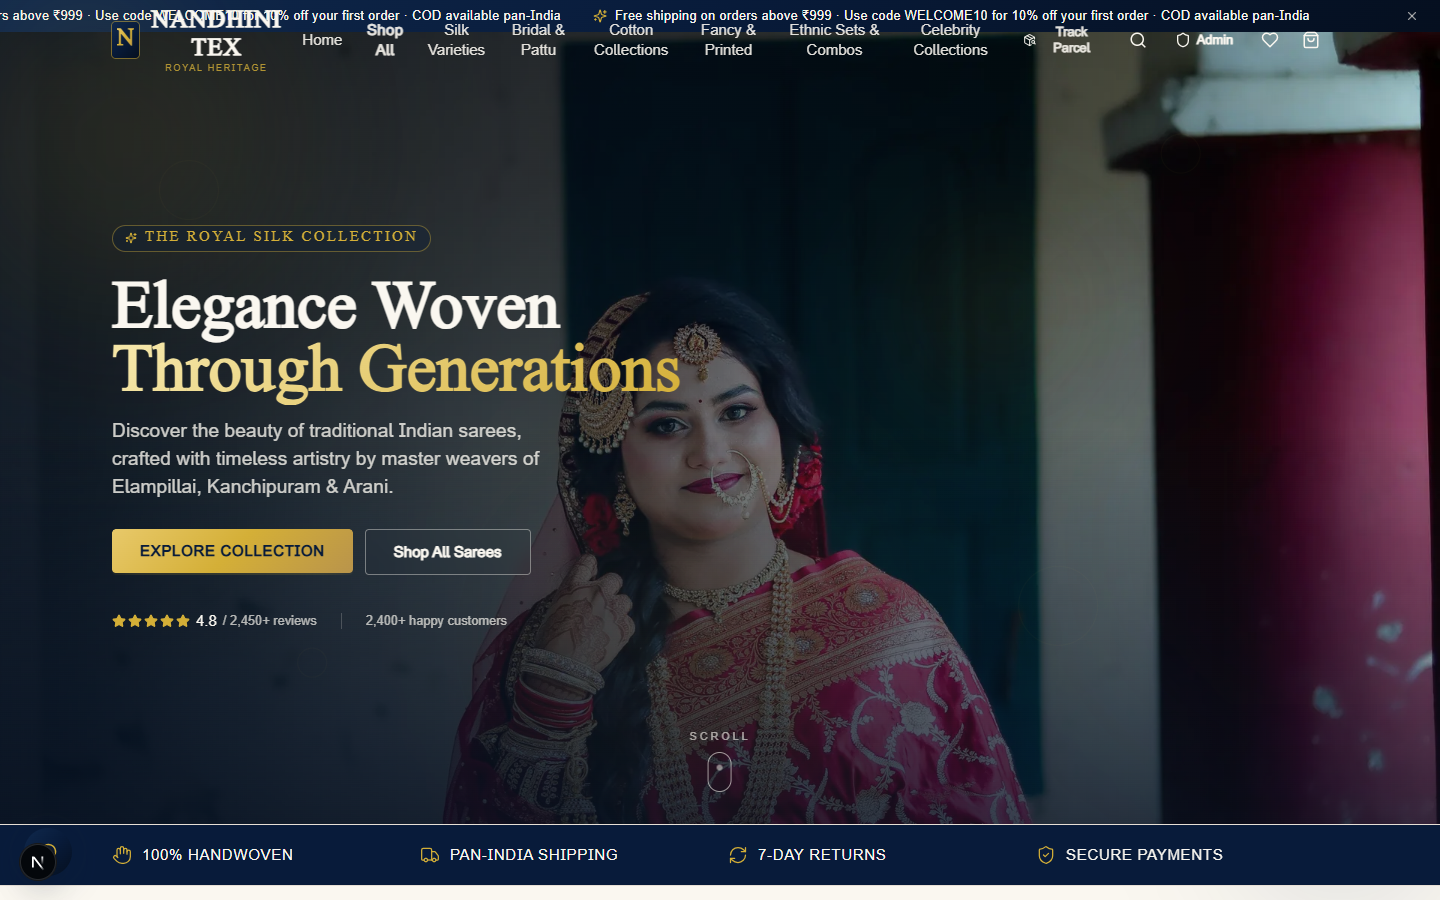 rs above ₹999 · Use code WELCOME10 for 10% off your first order · COD available pan-India
Free shipping on orders above ₹999 · Use code WELCOME10 for 10% off your first order · COD available pan-India
N
NANDHINI
TEX
ROYAL HERITAGE
Home
Shop
All
Silk
Varieties
Bridal &
Pattu
Cotton
Collections
Fancy &
Printed
Ethnic Sets &
Combos
Celebrity
Collections
Track
Parcel
Admin
THE ROYAL SILK COLLECTION
Elegance Woven
Through Generations
Discover the beauty of traditional Indian sarees,
crafted with timeless artistry by master weavers of
Elampillai, Kanchipuram & Arani.
EXPLORE COLLECTION
Shop All Sarees
4.8 / 2,450+ reviews
2,400+ happy customers
SCROLL
N
100% HANDWOVEN
PAN-INDIA SHIPPING
7-DAY RETURNS
SECURE PAYMENTS